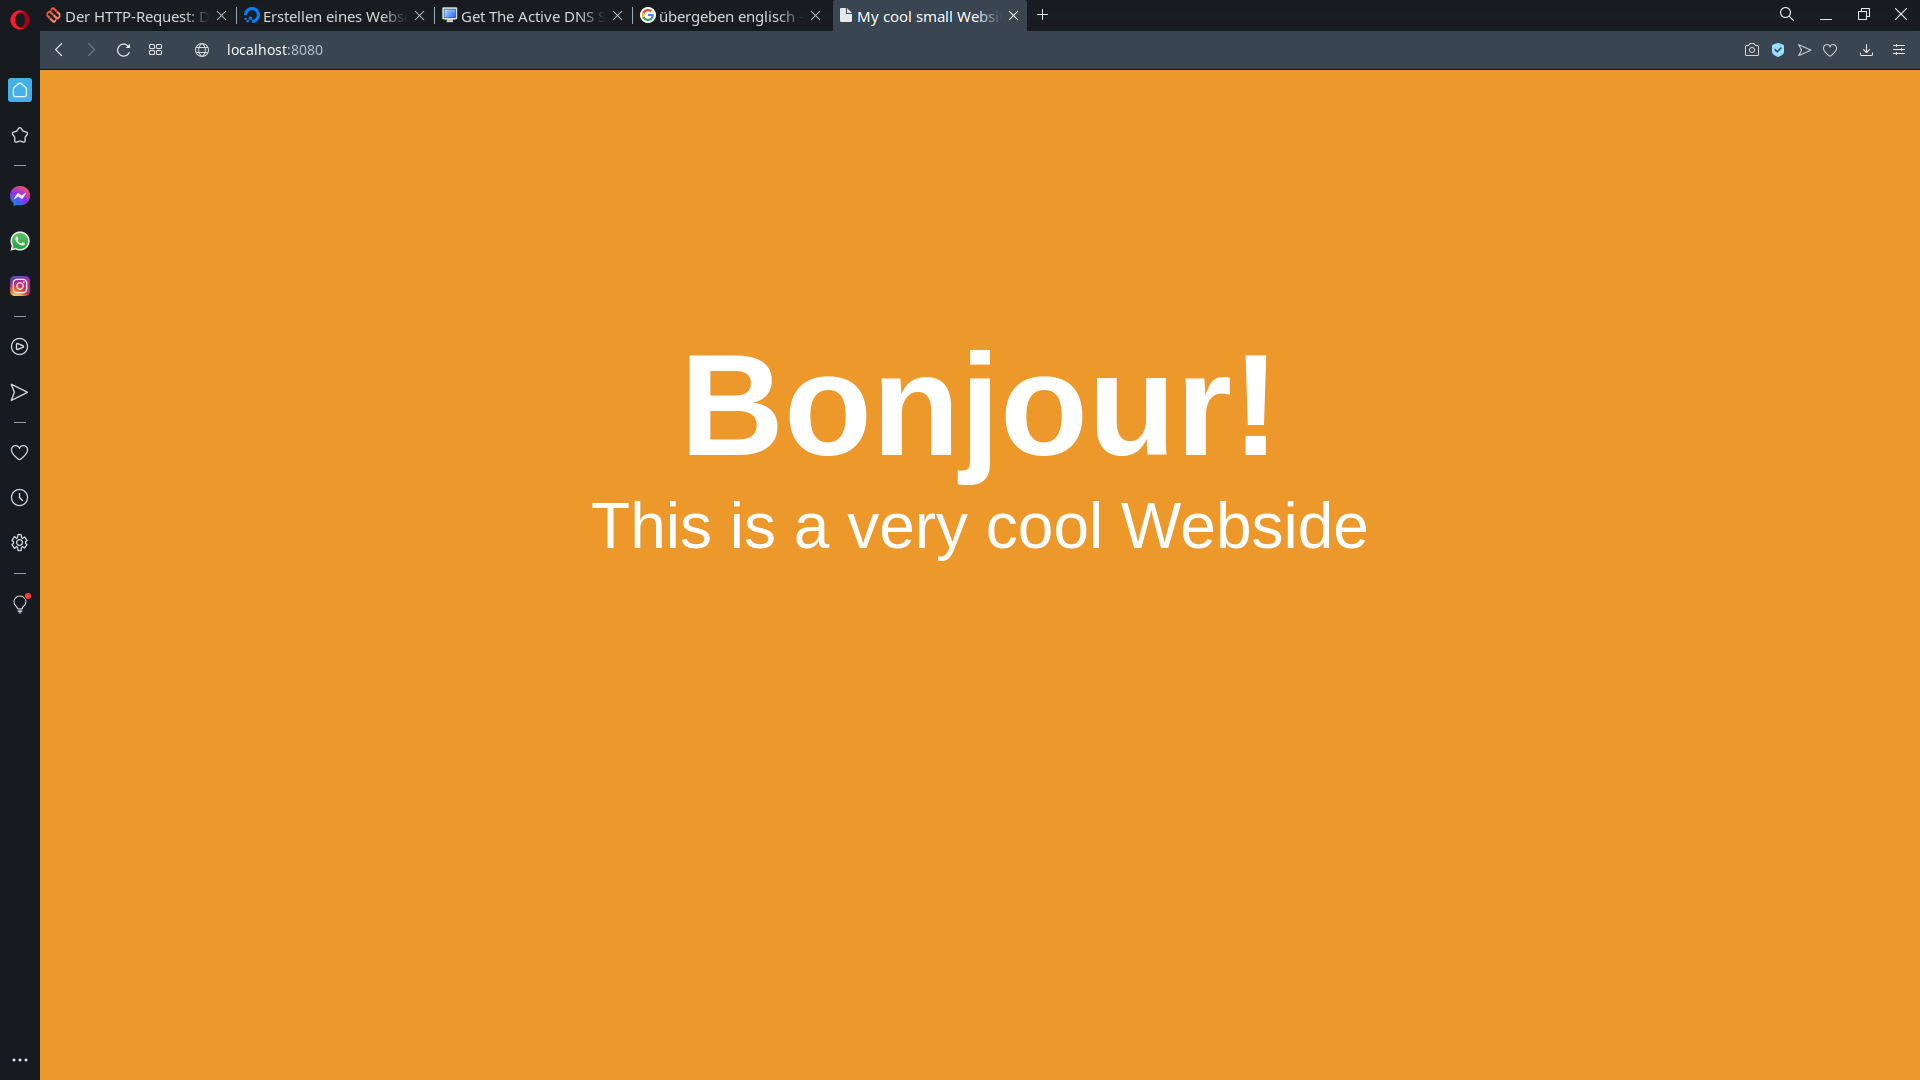 Der HTTP-Request: D
Erstellen eines Webs
Get The Active DNS S
übergeben englisch -
My cool small Websi
localhost:8080
Bonjour!
This is a very cool Webside